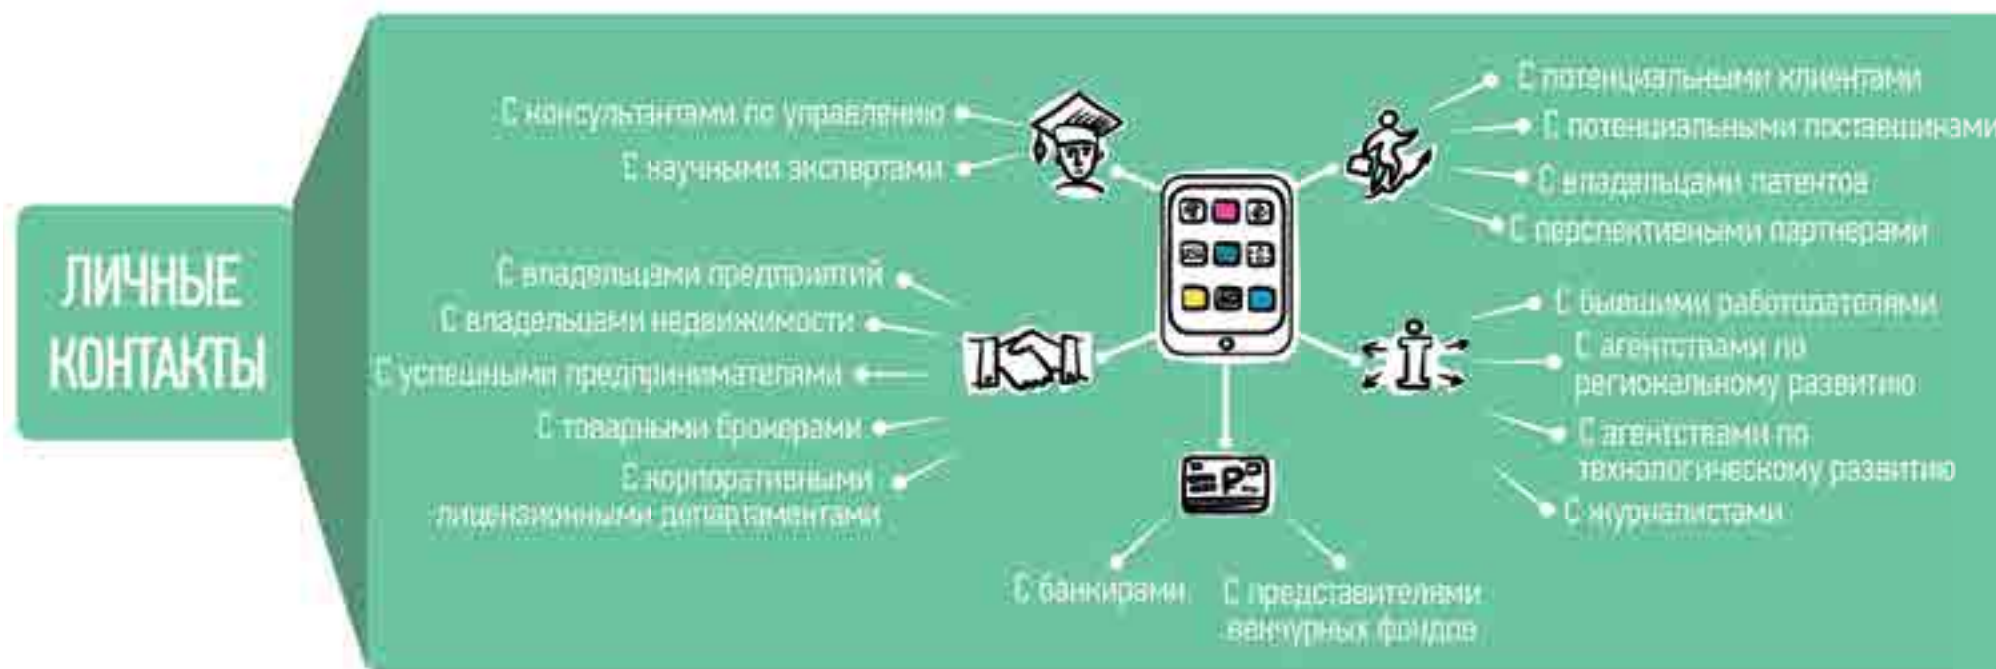 ЛИЧНЫЕ
КОНТАКТЫ
С консультантами по управлению
С научными экспертами
С владельцами предприятий
С владельцами недвижимости
С успешными предпринимателями
С товарными брокерами
С корпоративными
лицензионными департаментами
Р
С банкирами
С представителями
венчурных фондов
С потенциальными клиентами
С потенциальными поставщиками
С владельцами патентов
С перспективными партнерами
С бывшими работодателями
С агентствами по
региональному развитию
С агентствами по
технологическому развитию
С журналистами